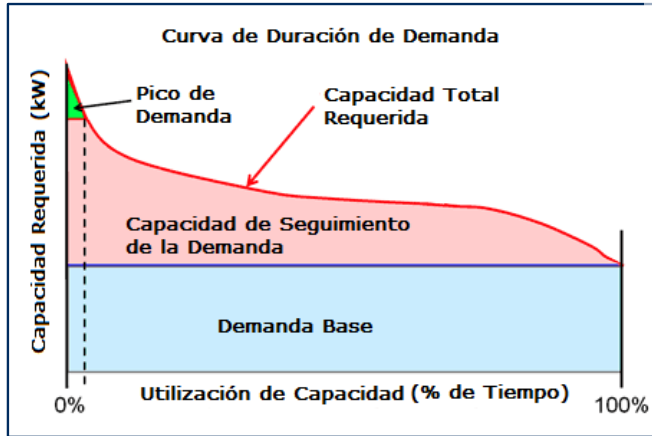 Curva de Duración de Demanda
Pico de
Demanda
Capacidad Total
Requerida
Capacidad Requerida (kW)
Capacidad de Seguimiento
de la Demanda
Demanda Base
Utilización de Capacidad (% de Tiempo)
0%
100%